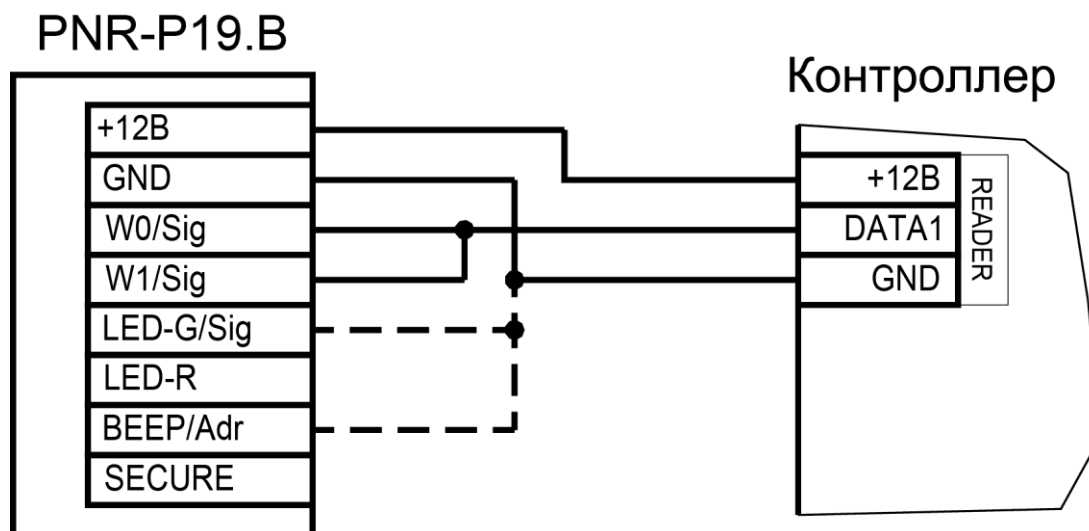 PNR-P19.B
+12В
GND
W0/Sig
W1/Sig
LED-G/Sig
LED-R
BEEP/Adr
SECURE
Контроллер
+12В
DATA1
GND
READER